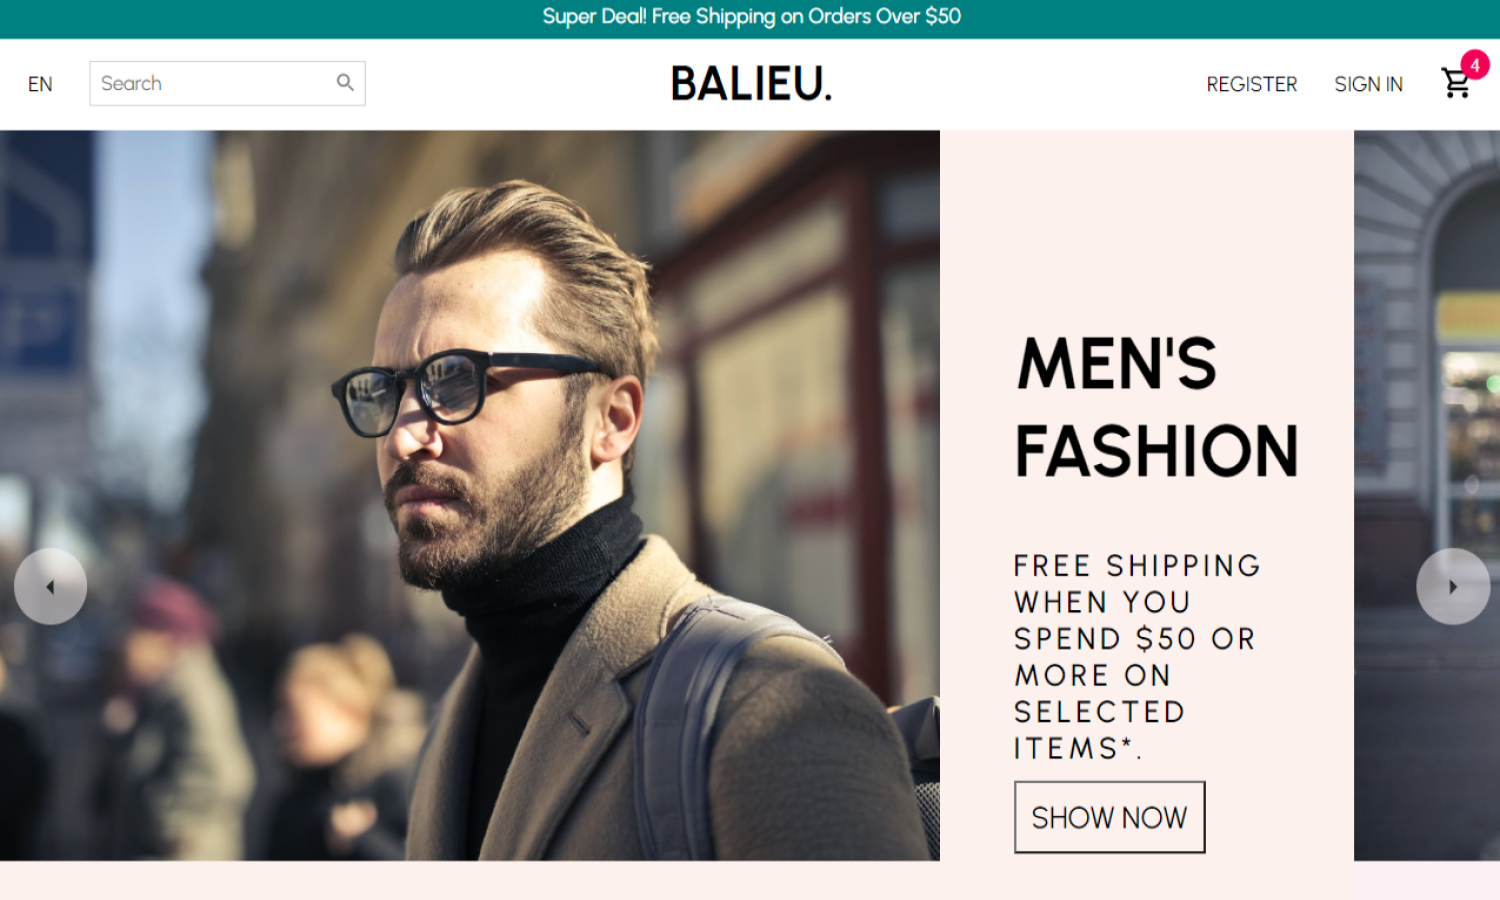 Super Deal! Free Shipping on Orders Over $50
EN
Search
BALIEU.
REGISTER
SIGN IN
4
MEN'S
FASHION
FREE SHIPPING
WHEN YOU
SPEND $50 OR
MORE ON
SELECTED
ITEMS*.
SHOW NOW